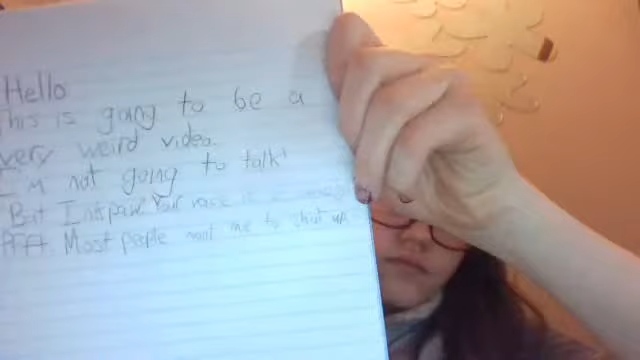 Hello
This is going to be a
very weird video.
I'm not going to talk!
But I
Pfft. Most people want me to shut up